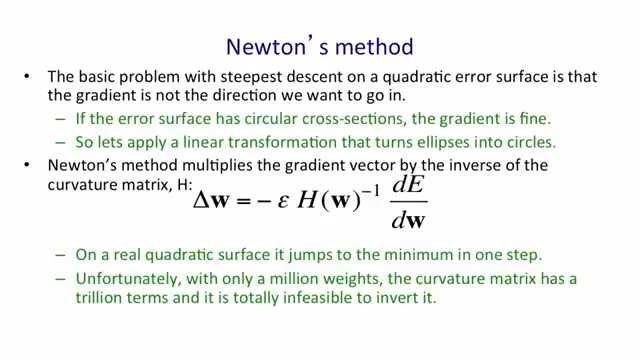 Newton's method
• The basic problem with steepest descent on a quadratic error surface is that
the gradient is not the direction we want to go in.
– If the error surface has circular cross-sections, the gradient is fine.
– So lets apply a linear transformation that turns ellipses into circles.
• Newton's method multiplies the gradient vector by the inverse of the
curvature matrix, H:
Δw = − ε H(w)⁻¹ dE/dw
– On a real quadratic surface it jumps to the minimum in one step.
– Unfortunately, with only a million weights, the curvature matrix has a
trillion terms and it is totally infeasible to invert it.